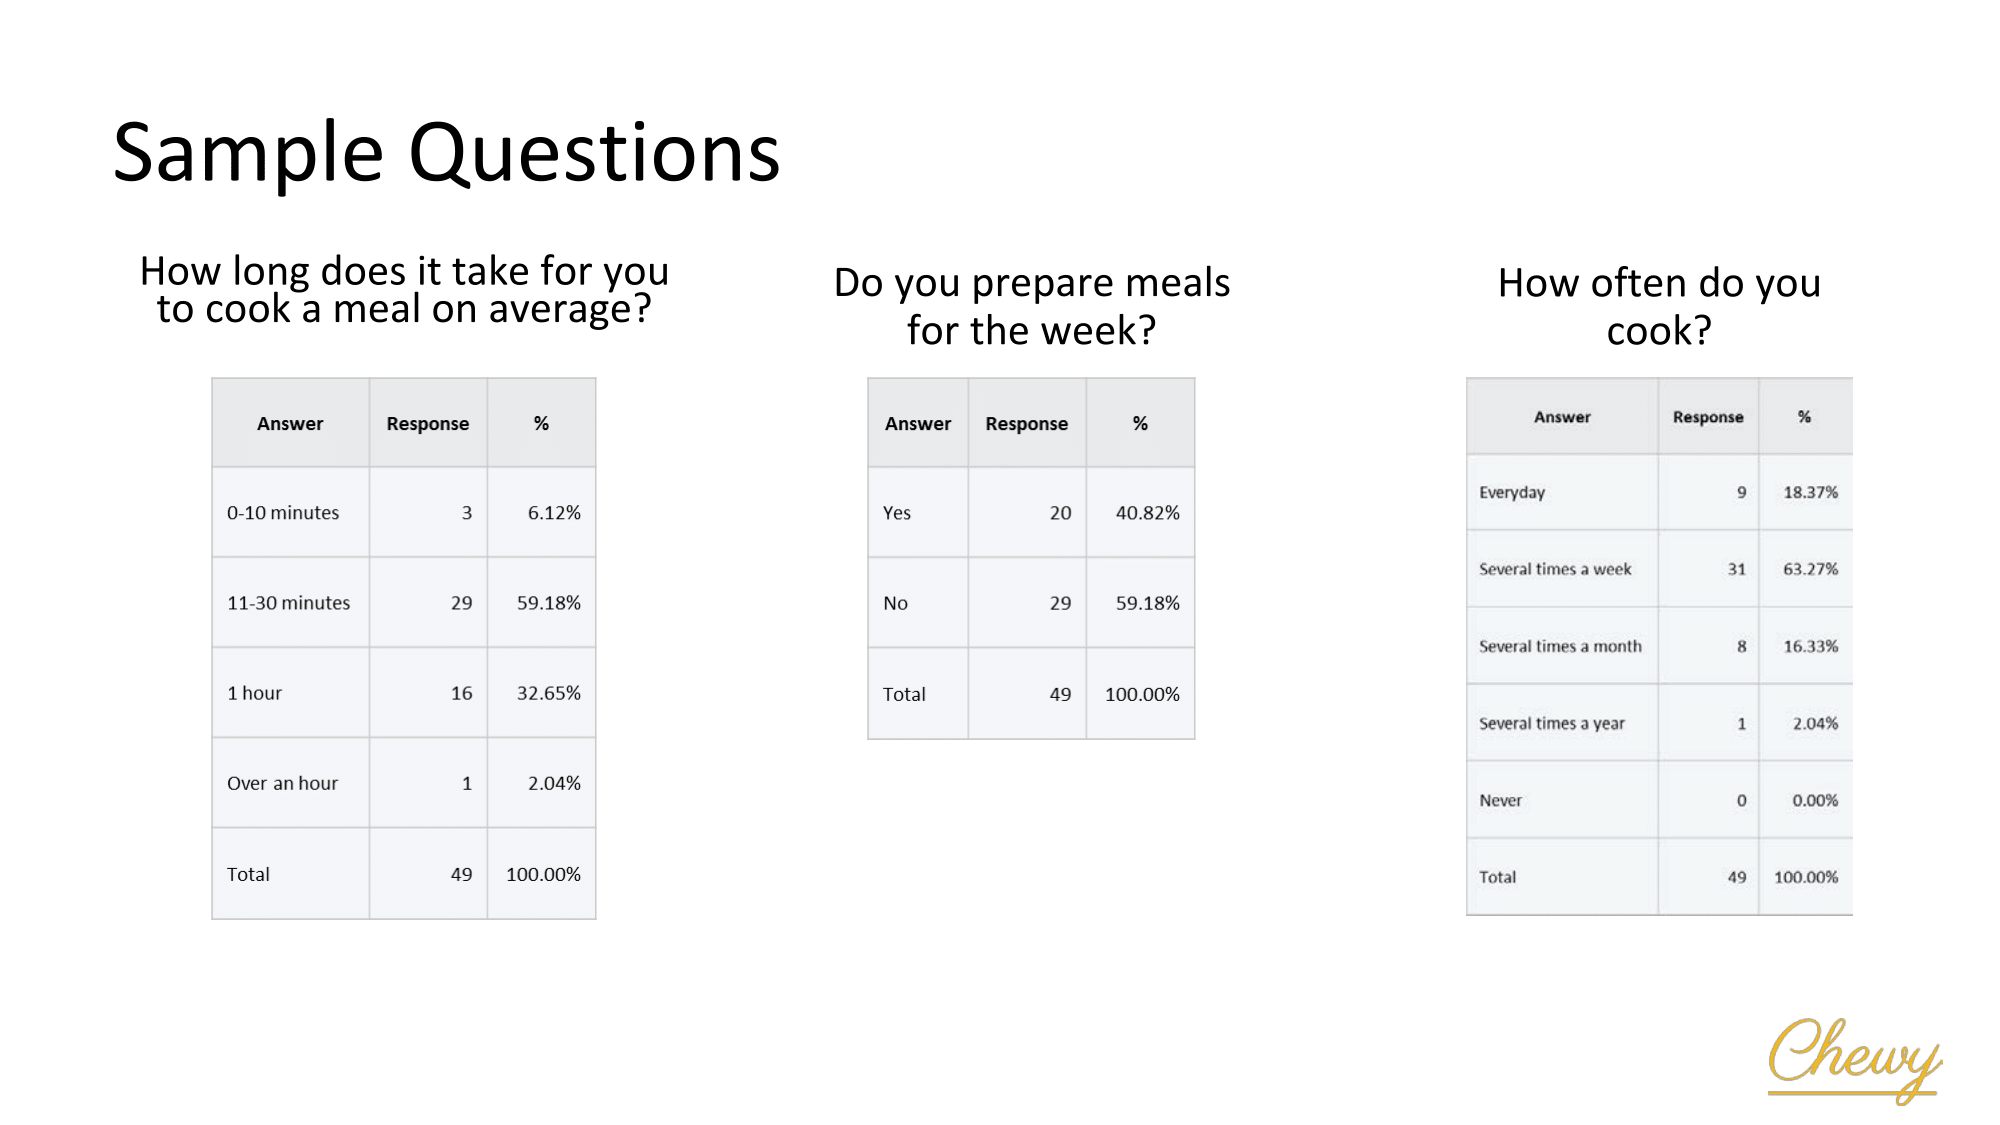 Sample Questions
How long does it take for you
to cook a meal on average?
Answer Response %
0-10 minutes 3 6.12%
11-30 minutes 29 59.18%
1 hour 16 32.65%
Over an hour 1 2.04%
Total 49 100.00%
Do you prepare meals
for the week?
Answer Response %
Yes 20 40.82%
No 29 59.18%
Total 49 100.00%
How often do you
cook?
Answer Response %
Everyday 9 18.37%
Several times a week 31 63.27%
Several times a month 8 16.33%
Several times a year 1 2.04%
Never 0 0.00%
Total 49 100.00%
Chewy